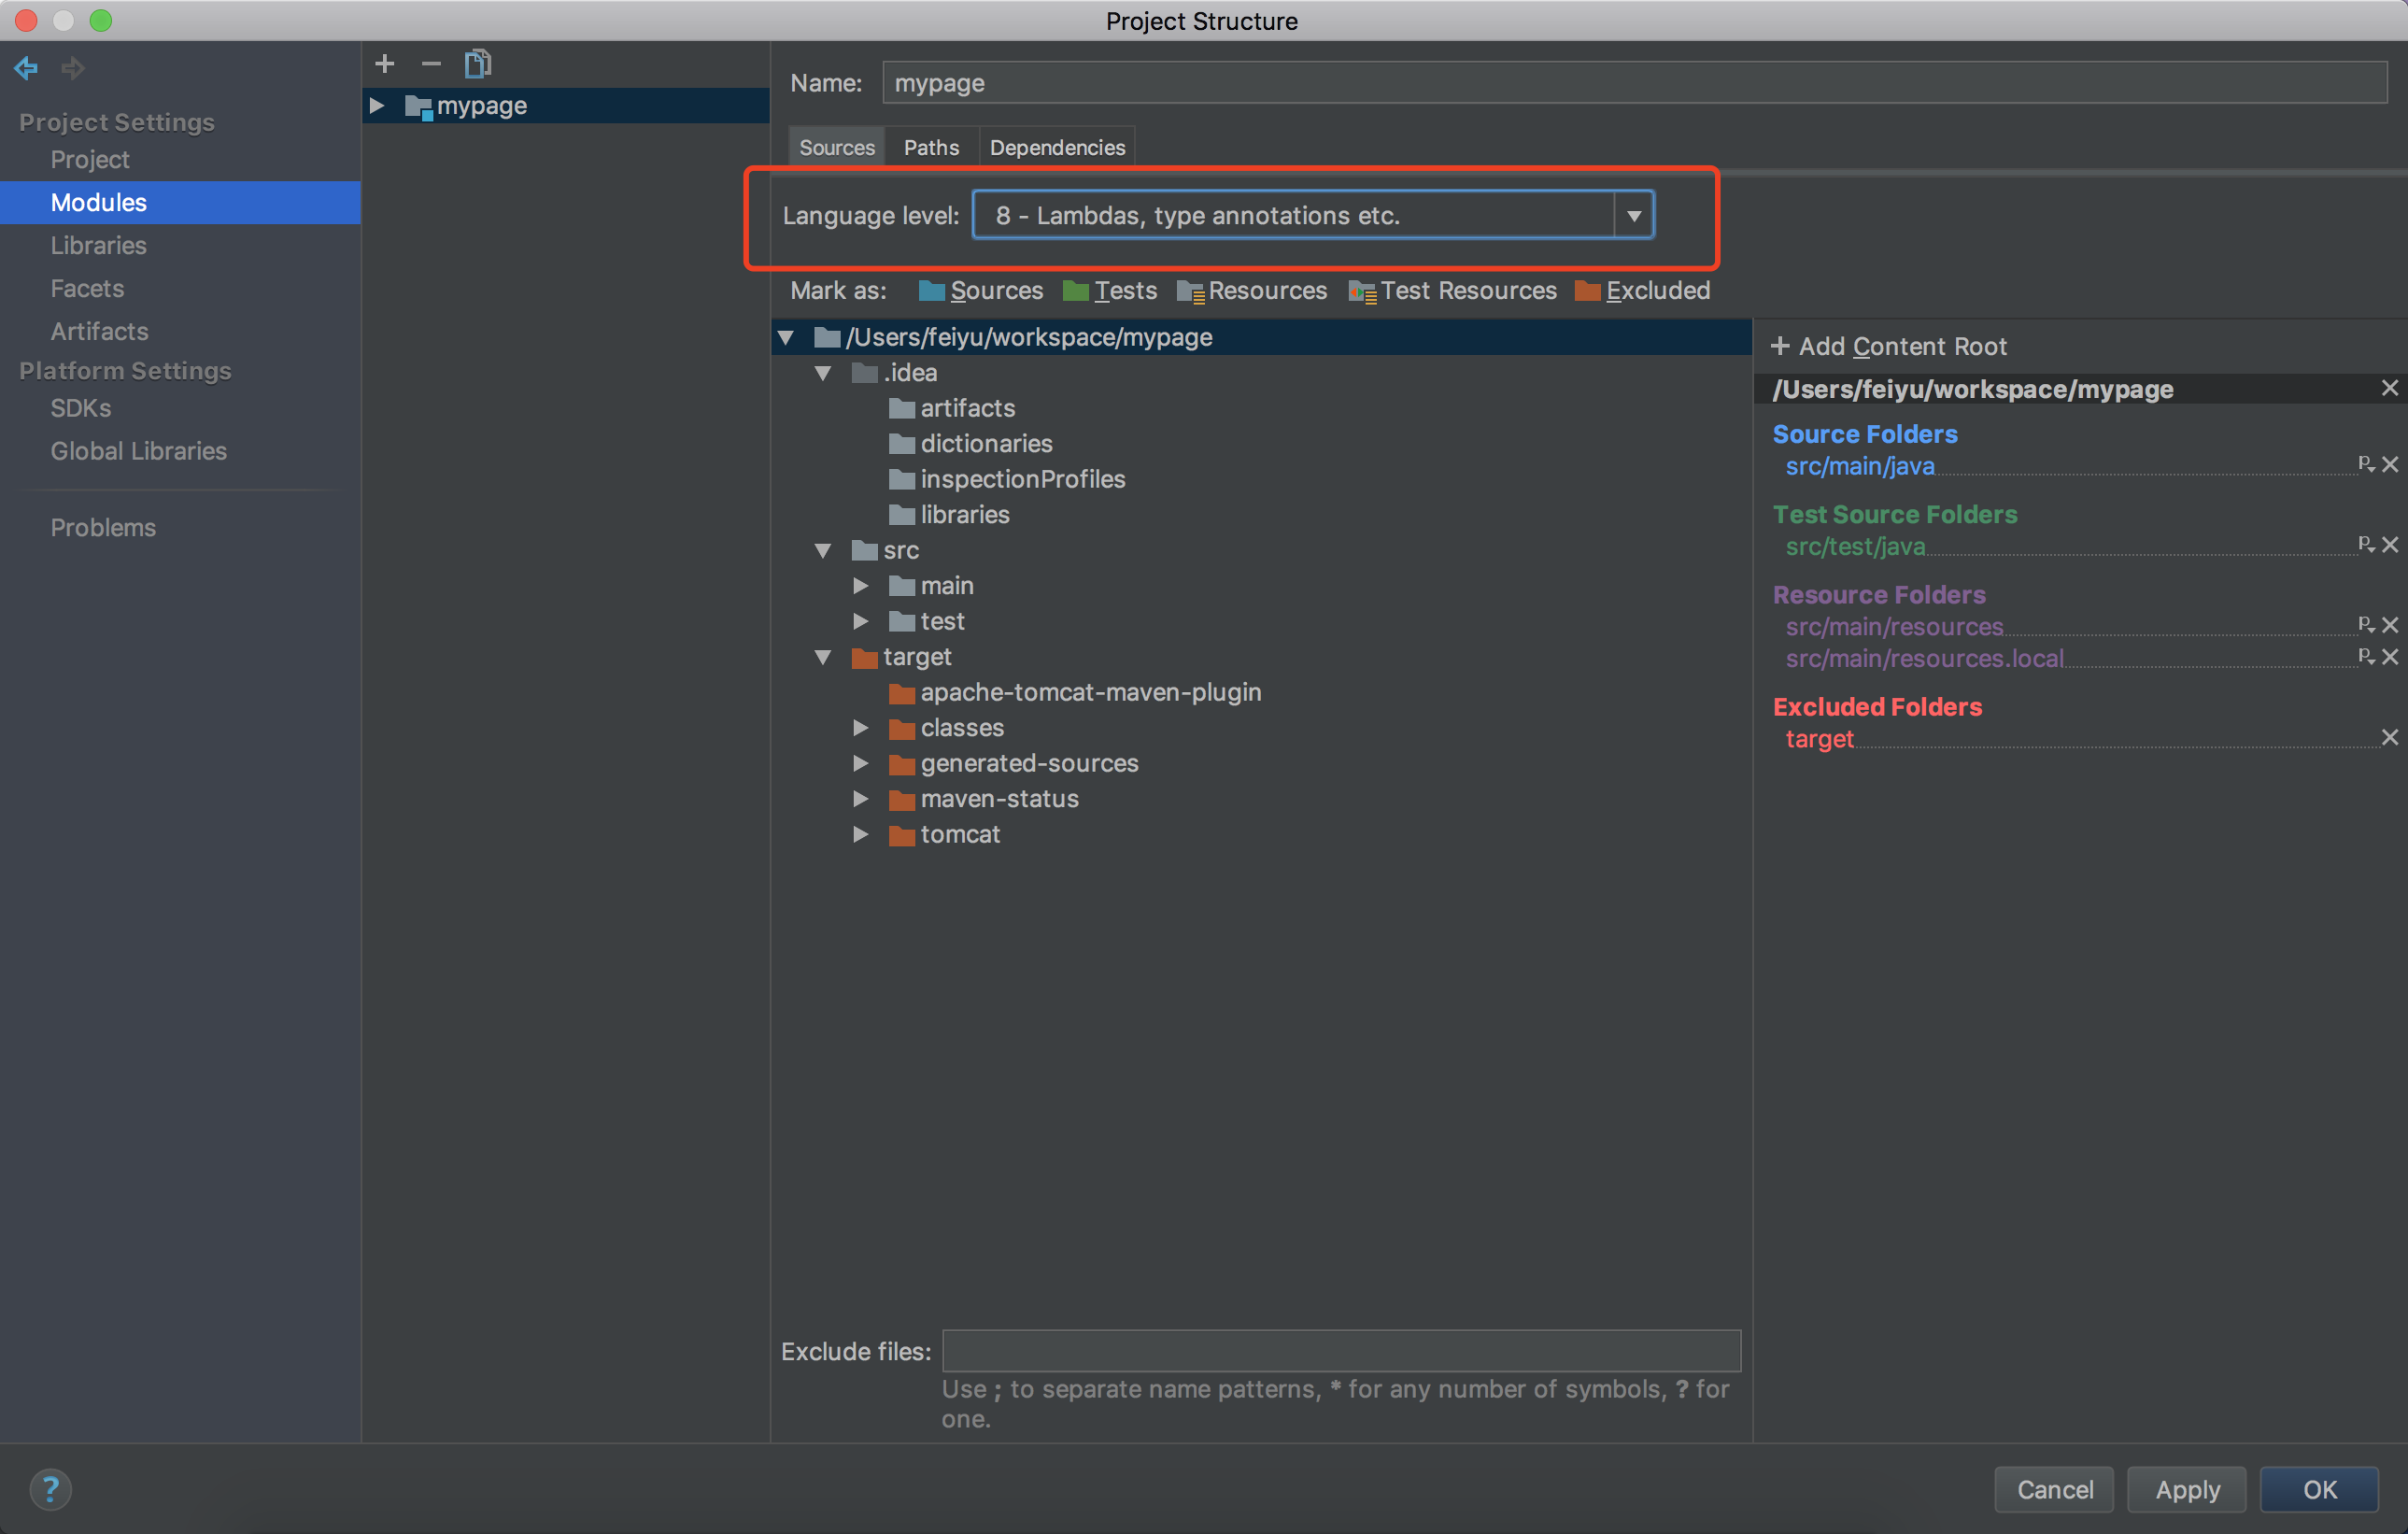 Project Structure
Project Settings
Project
Modules
Libraries
Facets
Artifacts
Platform Settings
SDKs
Global Libraries
Problems
mypage
Name: mypage
Sources Paths Dependencies
Language level: 8 - Lambdas, type annotations etc.
Mark as: Sources Tests Resources Test Resources Excluded
/Users/feiyu/workspace/mypage
.idea
artifacts
dictionaries
inspectionProfiles
libraries
src
main
test
target
apache-tomcat-maven-plugin
classes
generated-sources
maven-status
tomcat
Exclude files:
Use ; to separate name patterns, * for any number of symbols, ? for
one.
+ Add Content Root
/Users/feiyu/workspace/mypage
Source Folders
src/main/java
Test Source Folders
src/test/java
Resource Folders
src/main/resources
src/main/resources.local
Excluded Folders
target
? Cancel Apply OK